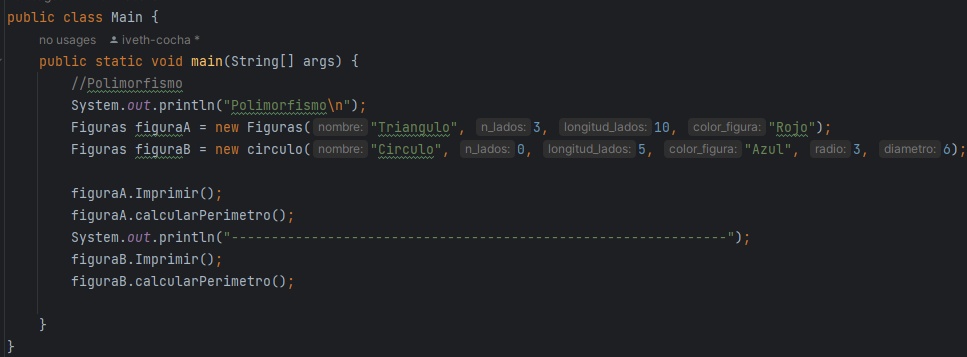 public class Main {
no usages iveth-cocha *
public static void main(String[] args) {
//Polimorfismo
System.out.println("Polimorfismo\n");
Figuras figuraA = new Figuras( nombre: "Triangulo", n_lados: 3, longitud_lados: 10, color_figura: "Rojo");
Figuras figuraB = new circulo( nombre: "Circulo", n_lados: 0, longitud_lados: 5, color_figura: "Azul", radio: 3, diametro: 6);
figuraA.Imprimir();
figuraA.calcularPerimetro();
System.out.println("--------------------------------------------------------------");
figuraB.Imprimir();
figuraB.calcularPerimetro();
}
}